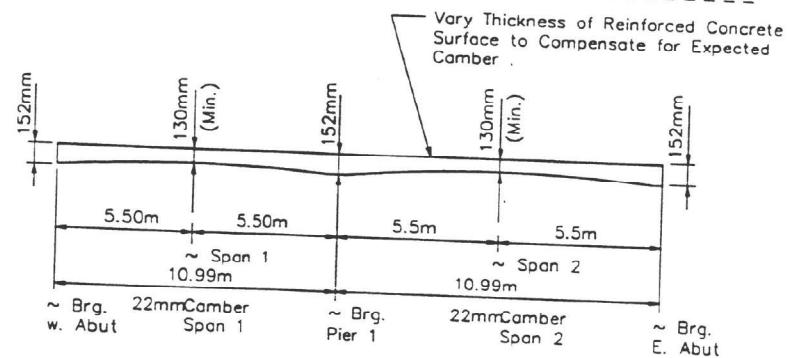 Vary Thickness of Reinforced Concrete
Surface to Compensate for Expected
Camber .
152mm
130mm
(Min.)
152mm
130mm
(Min.)
152mm
5.50m
5.50m
5.5m
5.5m
~ Span 1
~ Span 2
10.99m
10.99m
~ Brg.
w. Abut
22mmCamber
Span 1
~ Brg.
Pier 1
22mmCamber
Span 2
~ Brg.
E. Abut